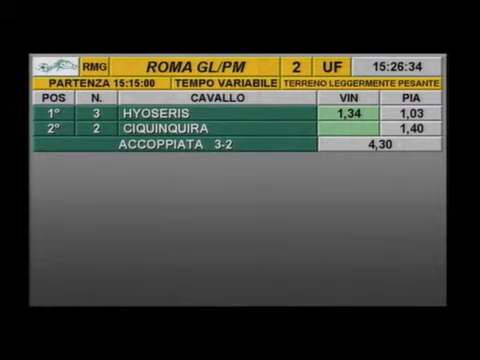 RMG ROMA GL/PM 2 UF 15:26:34
PARTENZA 15:15:00 TEMPO VARIABILE TERRENO LEGGERMENTE PESANTE
POS N. CAVALLO VIN PIA
1° 3 HYOSERIS 1,34 1,03
2° 2 CIQUINQUIRA 1,40
ACCOPPIATA 3-2 4,30